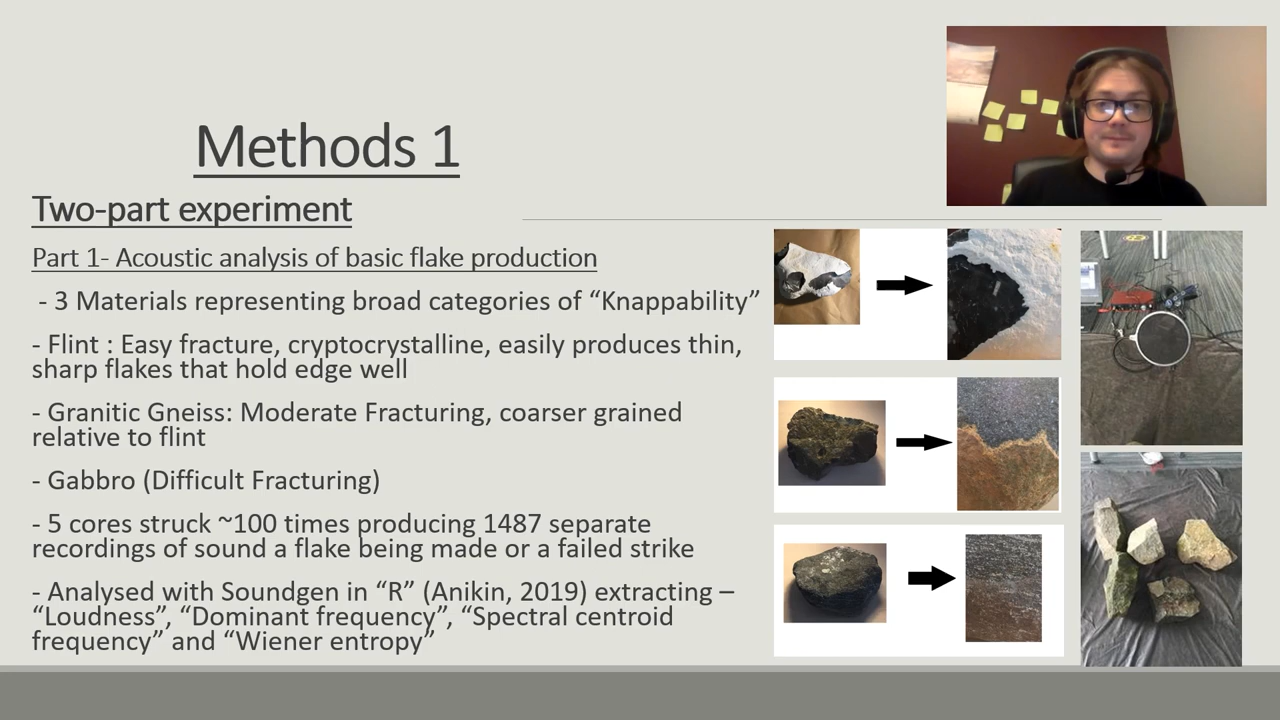 Methods 1
Two-part experiment
Part 1- Acoustic analysis of basic flake production
- 3 Materials representing broad categories of “Knappability”
- Flint : Easy fracture, cryptocrystalline, easily produces thin,
sharp flakes that hold edge well
- Granitic Gneiss: Moderate Fracturing, coarser grained
relative to flint
- Gabbro (Difficult Fracturing)
- 5 cores struck ~100 times producing 1487 separate
recordings of sound a flake being made or a failed strike
- Analysed with Soundgen in “R” (Anikin, 2019) extracting –
“Loudness”, “Dominant frequency”, “Spectral centroid
frequency” and “Wiener entropy”